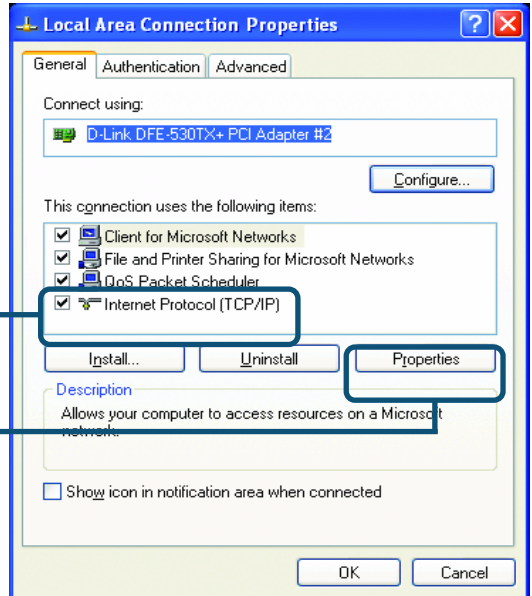 Local Area Connection Properties
General Authentication Advanced
Connect using:
D-Link DFE-530TX+ PCI Adapter #2
Configure...
This connection uses the following items:
Client for Microsoft Networks
File and Printer Sharing for Microsoft Networks
QoS Packet Scheduler
Internet Protocol (TCP/IP)
Install... Uninstall Properties
Description
Allows your computer to access resources on a Microsoft
network.
Show icon in notification area when connected
OK Cancel